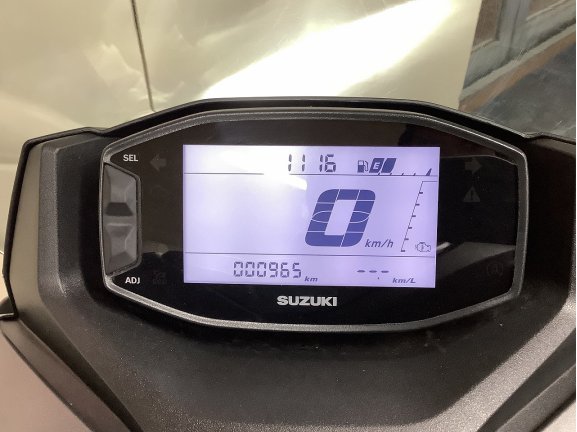 SEL
11 16
E
0
km/h
000965 km
---
km/L
ADJ
SUZUKI